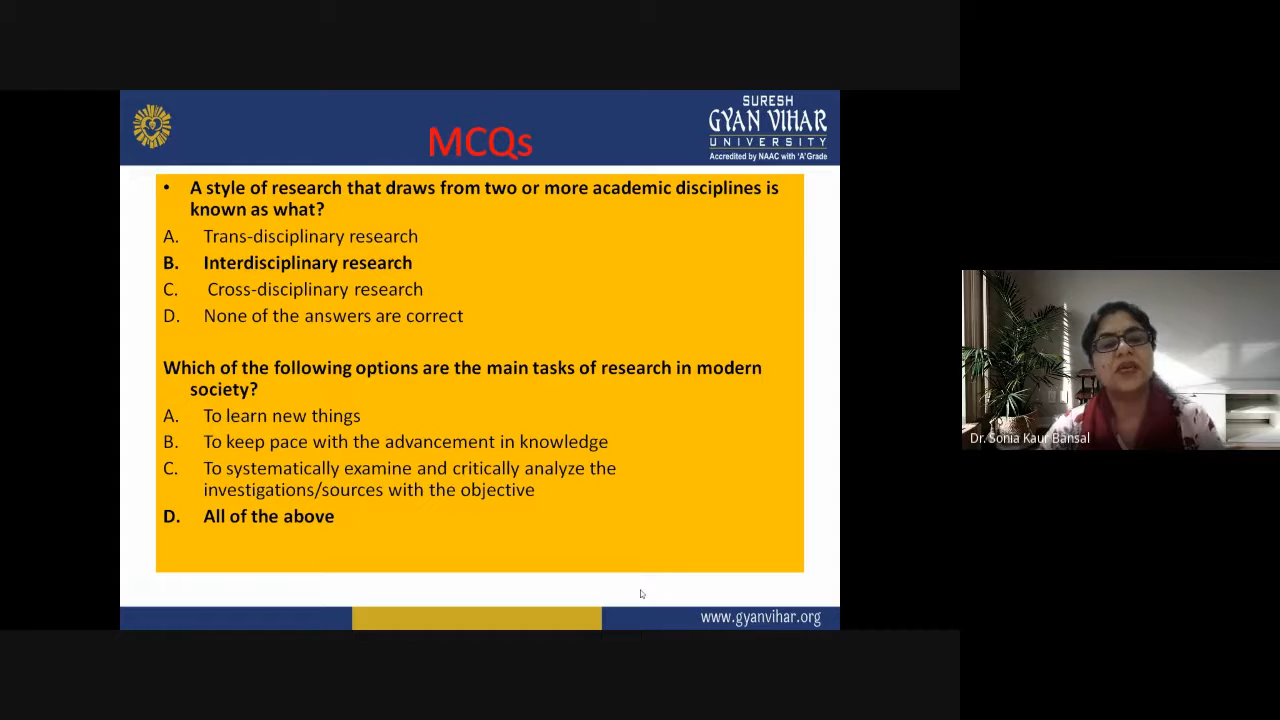 SURESH
GYAN VIHAR
UNIVERSITY
Accredited by NAAC with 'A' Grade
MCQs
• A style of research that draws from two or more academic disciplines is
known as what?
A. Trans-disciplinary research
B. Interdisciplinary research
C. Cross-disciplinary research
D. None of the answers are correct
Which of the following options are the main tasks of research in modern
society?
A. To learn new things
B. To keep pace with the advancement in knowledge
C. To systematically examine and critically analyze the
investigations/sources with the objective
D. All of the above
www.gyanvihar.org
Dr. Sonia Kaur Bansal